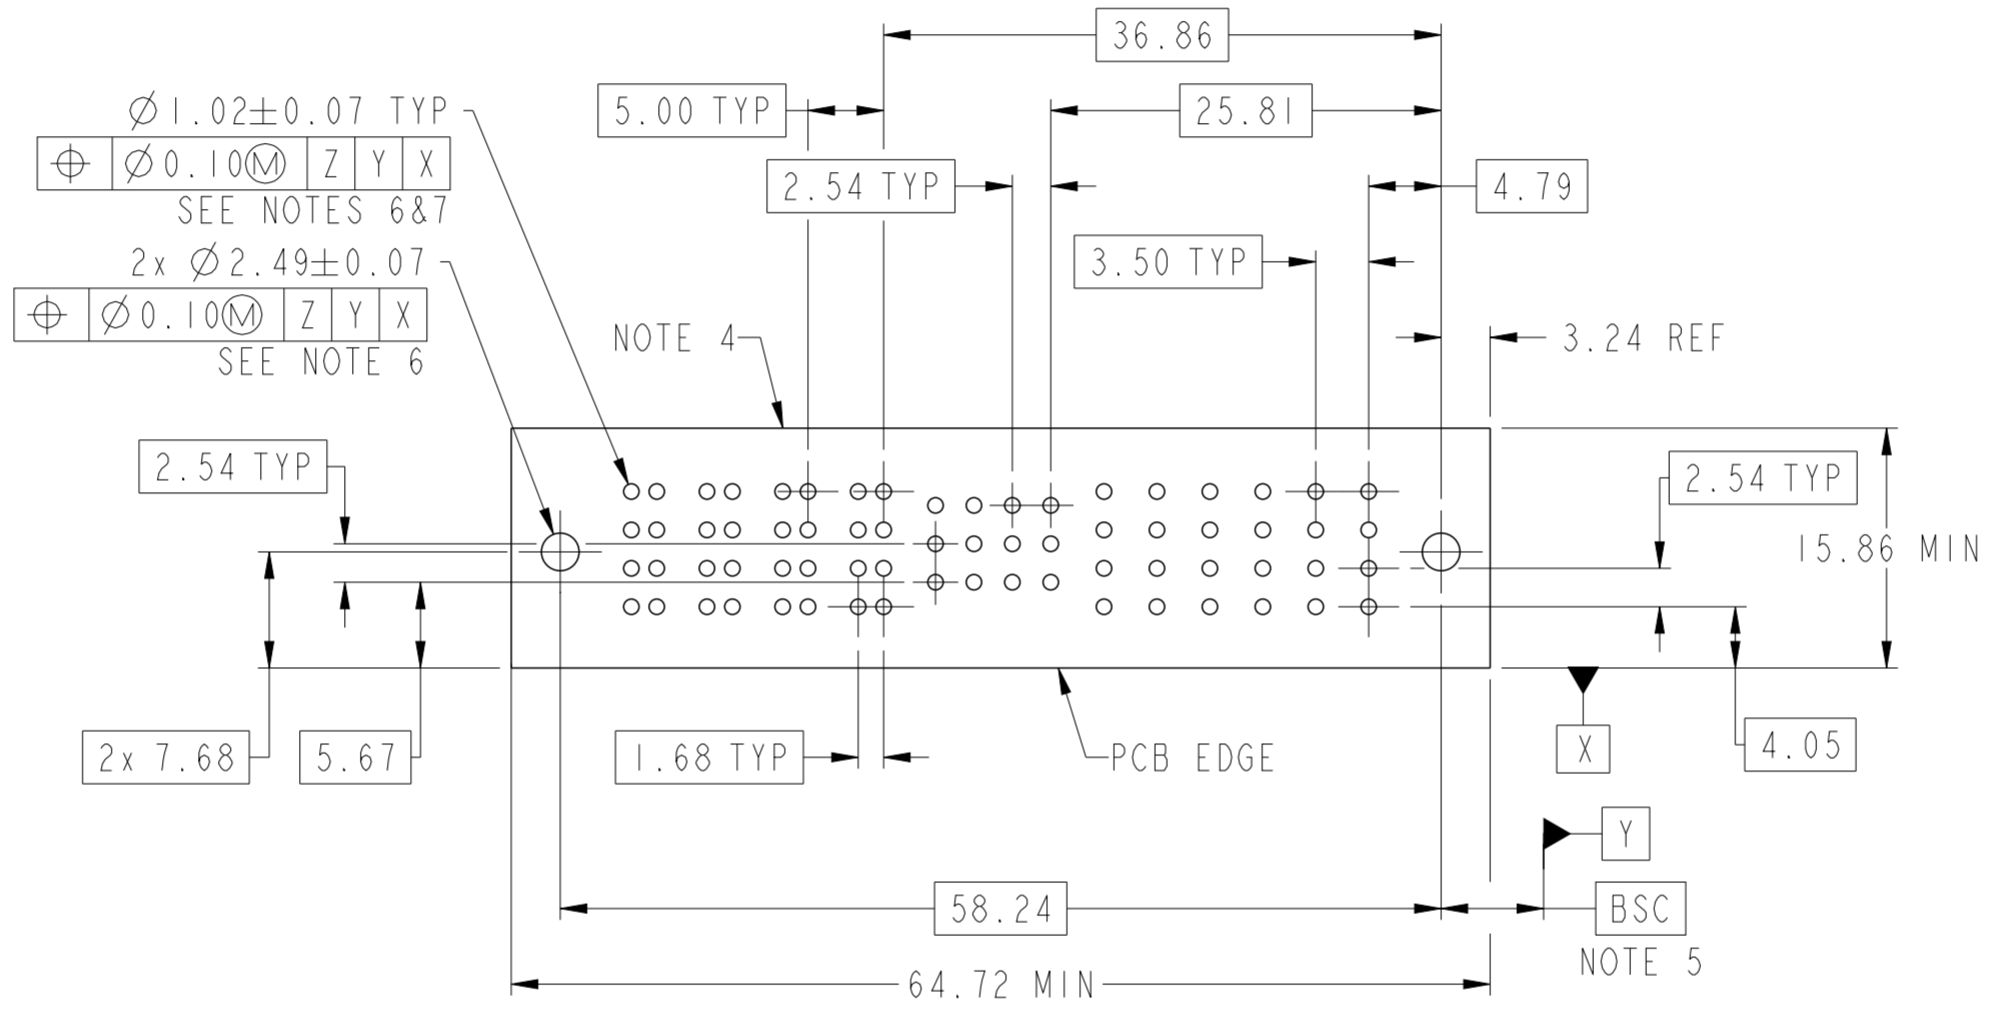 36.86
Ø1.02±0.07 TYP
5.00 TYP
25.81
⌖ Ø0.10Ⓜ Z Y X
2.54 TYP
4.79
SEE NOTES 6&7
2x Ø2.49±0.07
3.50 TYP
⌖ Ø0.10Ⓜ Z Y X
NOTE 4
3.24 REF
SEE NOTE 6
2.54 TYP
2.54 TYP
15.86 MIN
2x 7.68
5.67
1.68 TYP
PCB EDGE
X
4.05
Y
58.24
BSC
NOTE 5
64.72 MIN